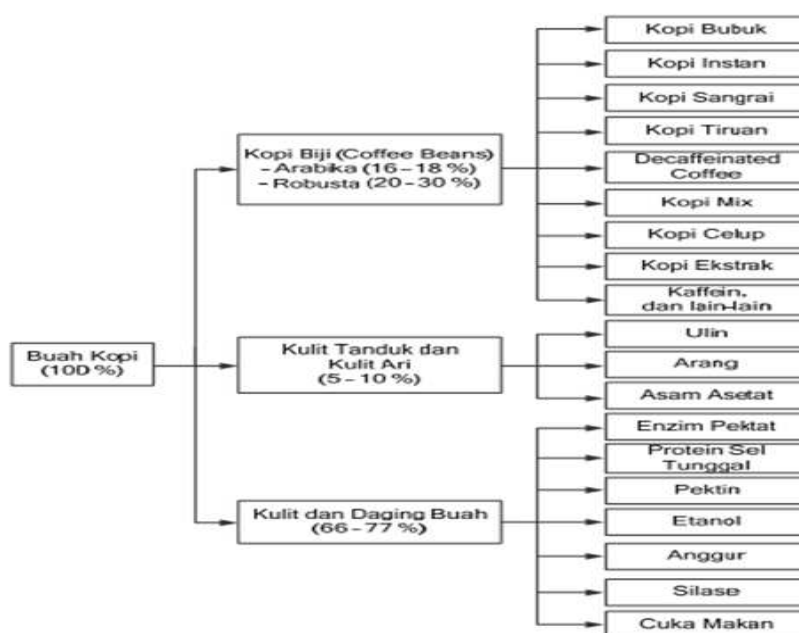 Buah Kopi
(100 %)
Kopi Biji (Coffee Beans)
- Arabika (16 - 18 %)
- Robusta (20 - 30 %)
Kopi Bubuk
Kopi Instan
Kopi Sangrai
Kopi Tiruan
Decaffeinated
Coffee
Kopi Mix
Kopi Celup
Kopi Ekstrak
Kaffein,
dan lain-lain
Kulit Tanduk dan
Kulit Ari
(5 - 10 %)
Ulin
Arang
Asam Asetat
Kulit dan Daging Buah
(66 - 77 %)
Enzim Pektat
Protein Sel
Tunggal
Pektin
Etanol
Anggur
Silase
Cuka Makan